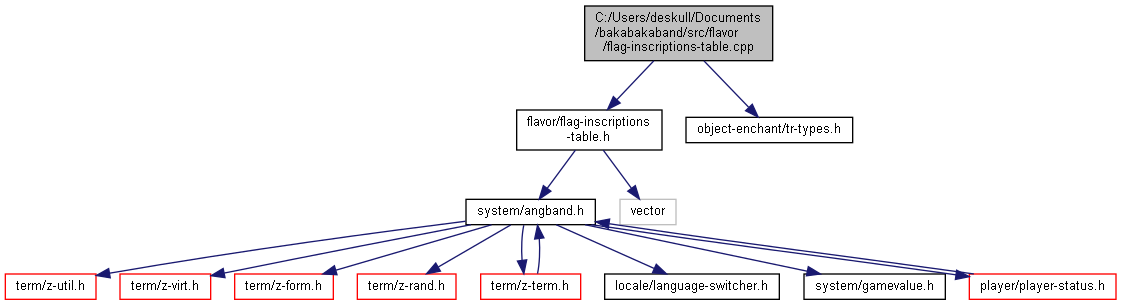 C:/Users/deskull/Documents
/bakabakaband/src/flavor
/flag-inscriptions-table.cpp
flavor/flag-inscriptions
-table.h
object-enchant/tr-types.h
system/angband.h
vector
term/z-util.h
term/z-virt.h
term/z-form.h
term/z-rand.h
term/z-term.h
locale/language-switcher.h
system/gamevalue.h
player/player-status.h